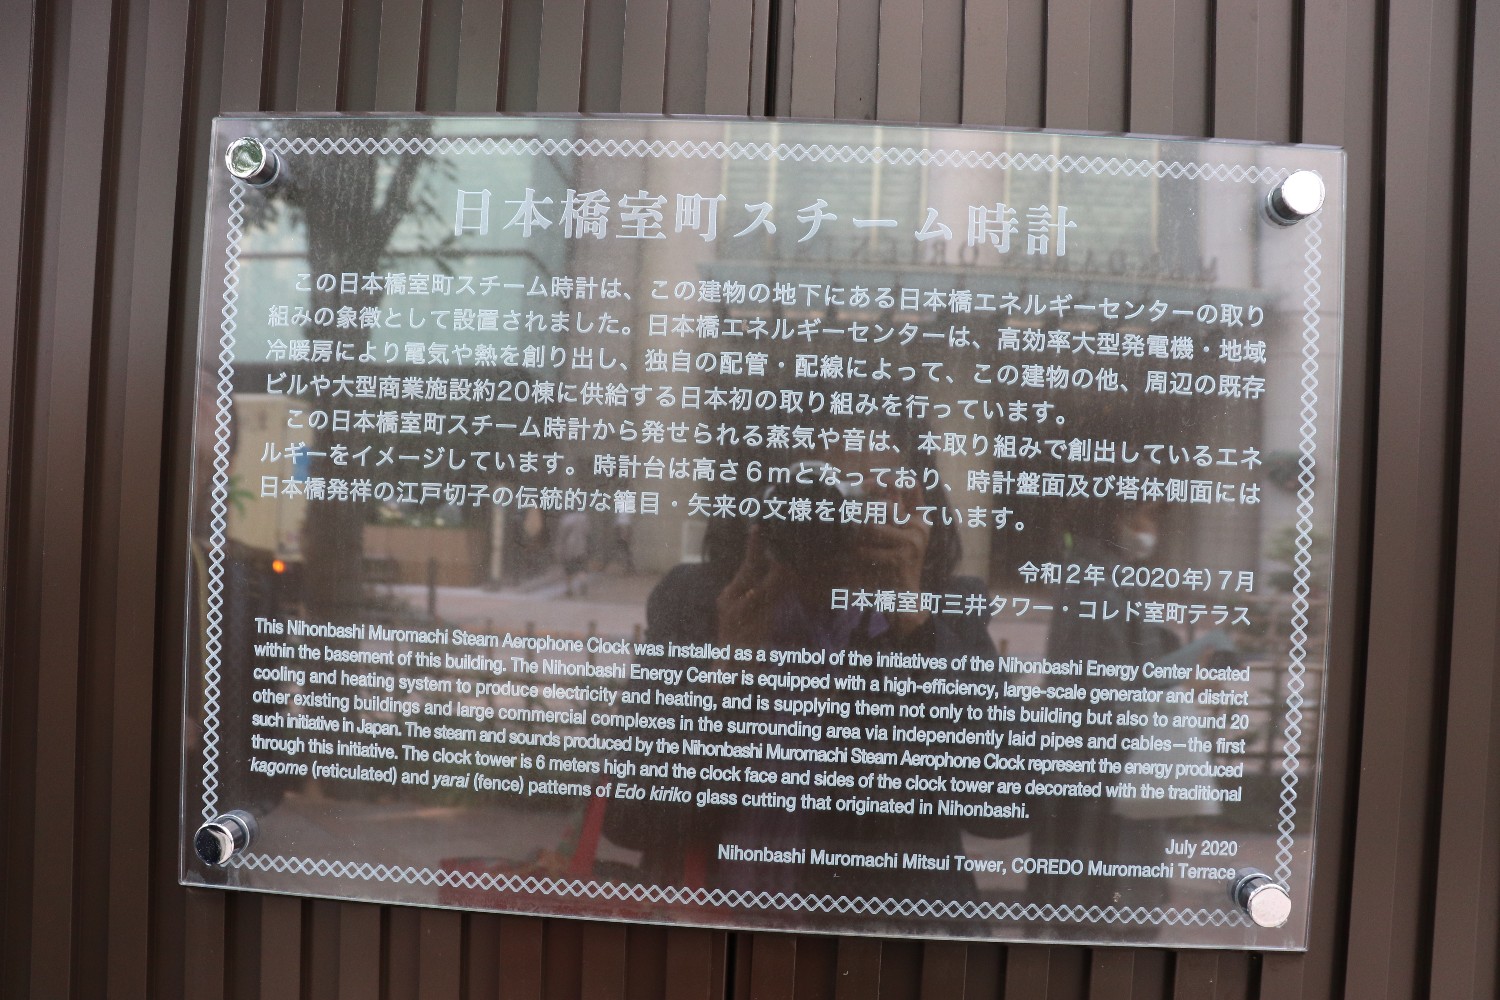 日本橋室町スチーム時計
この日本橋室町スチーム時計は、この建物の地下にある日本橋エネルギーセンターの取り
組みの象徴として設置されました。日本橋エネルギーセンターは、高効率大型発電機・地域
冷暖房により電気や熱を創り出し、独自の配管・配線によって、この建物の他、周辺の既存
ビルや大型商業施設約20棟に供給する日本初の取り組みを行っています。
この日本橋室町スチーム時計から発せられる蒸気や音は、本取り組みで創出しているエネ
ルギーをイメージしています。時計台は高さ6mとなっており、時計盤面及び塔体側面には
日本橋発祥の江戸切子の伝統的な籠目・矢来の文様を使用しています。
令和2年(2020年)7月
日本橋室町三井タワー・コレド室町テラス
This Nihonbashi Muromachi Steam Aerophone Clock was installed as a symbol of the initiatives of the Nihonbashi Energy Center located
within the basement of this building. The Nihonbashi Energy Center is equipped with a high-efficiency, large-scale generator and district
cooling and heating system to produce electricity and heating, and is supplying them not only to this building but also to around 20
other existing buildings and large commercial complexes in the surrounding area via independently laid pipes and cables—the first
such initiative in Japan. The steam and sounds produced by the Nihonbashi Muromachi Steam Aerophone Clock represent the energy produced
through this initiative. The clock tower is 6 meters high and the clock face and sides of the clock tower are decorated with the traditional
kagome (reticulated) and yarai (fence) patterns of Edo kiriko glass cutting that originated in Nihonbashi.
July 2020
Nihonbashi Muromachi Mitsui Tower, COREDO Muromachi Terrace